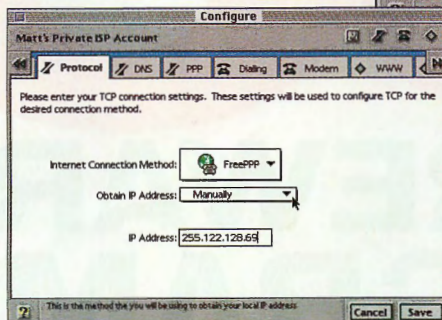 Configure
Matt's Private ISP Account
Protocol DNS PPP Dialing Modem WWW
Please enter your TCP connection settings. These settings will be used to configure TCP for the
desired connection method.
Internet Connection Method: FreePPP
Obtain IP Address: Manually
IP Address: 255.122.128.69
This is the method the you will be using to obtain your local IP address
Cancel Save